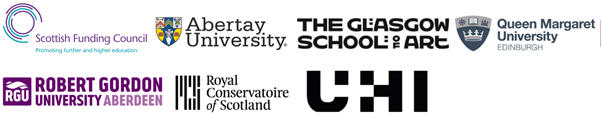 Scottish Funding Council
Promoting further and higher education
Abertay
University.
THE GLASGOW
SCHOOL OF ART
Queen Margaret
University
EDINBURGH
RGU
ROBERT GORDON
UNIVERSITY ABERDEEN
Royal
Conservatoire
of Scotland
UHI